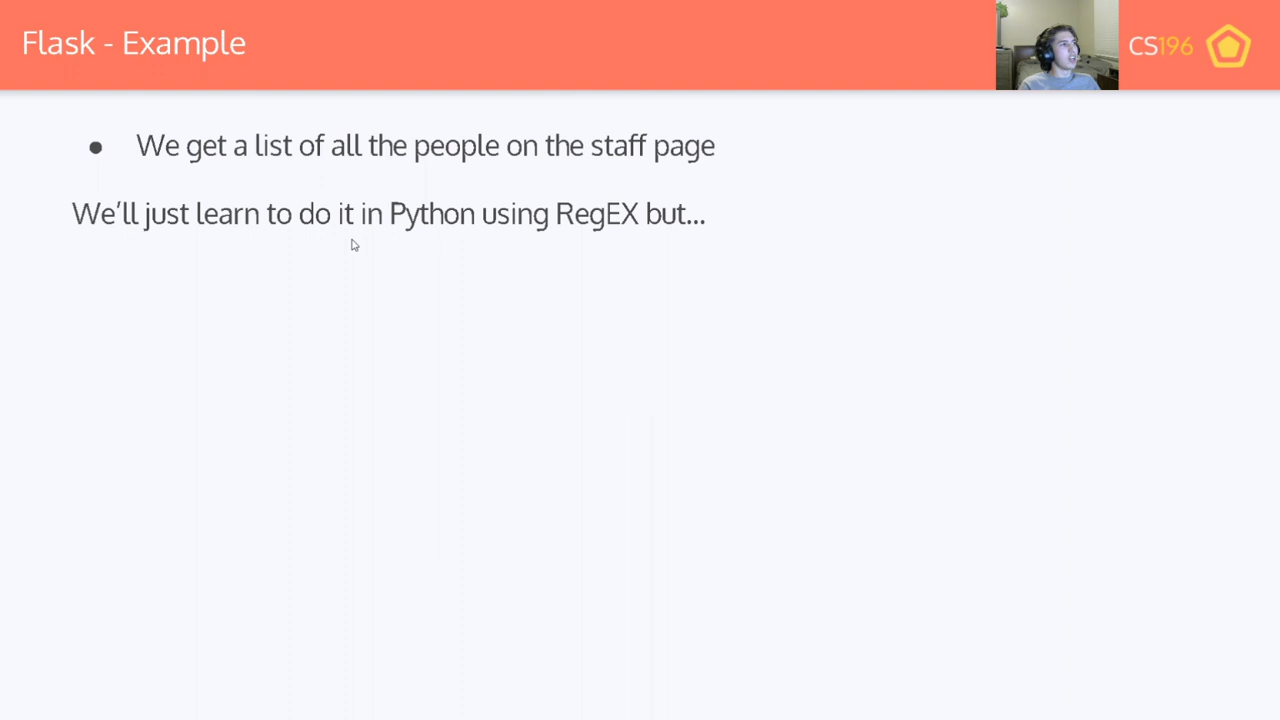 Flask - Example
CS196
● We get a list of all the people on the staff page
We'll just learn to do it in Python using RegEX but...